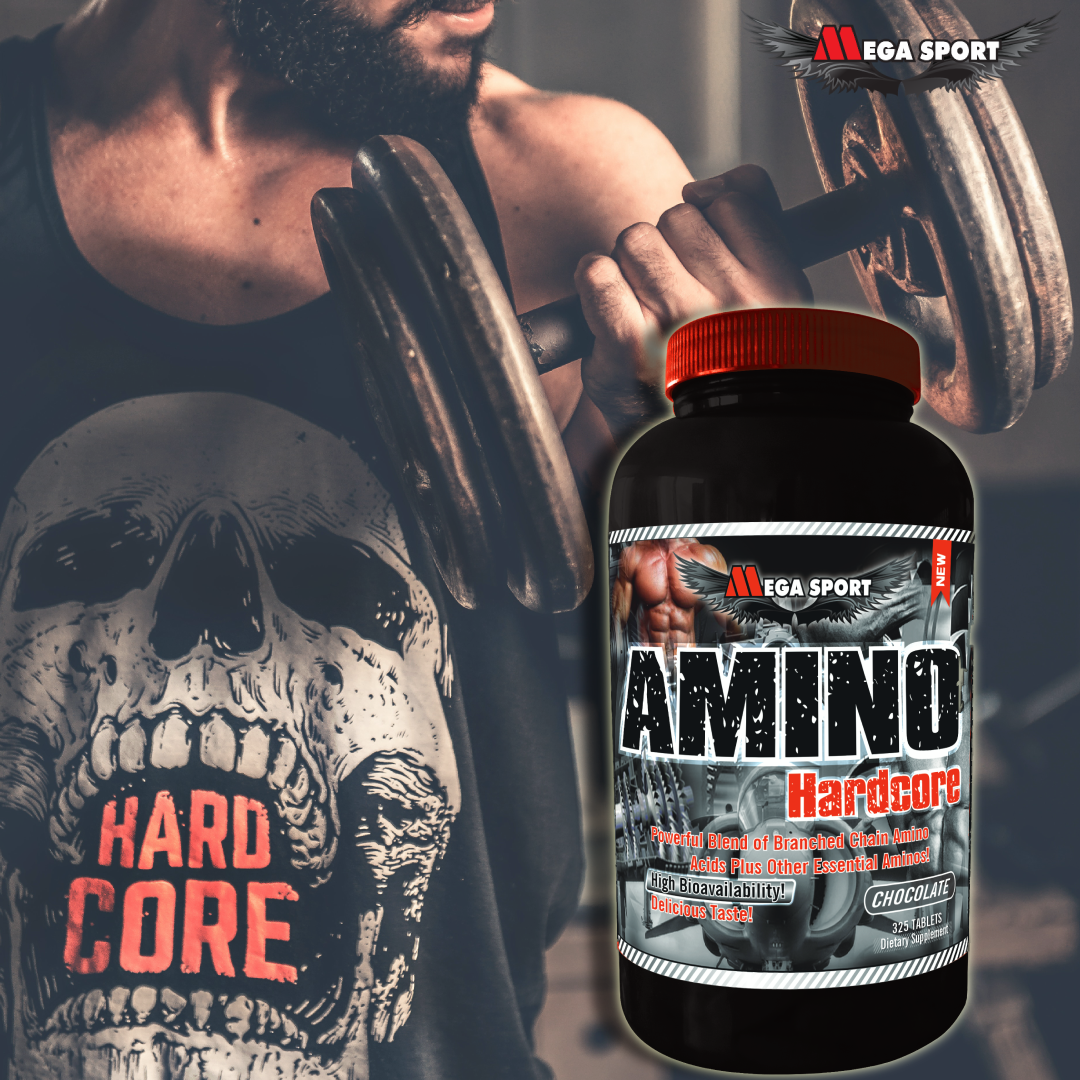 MEGA SPORT
HARD
CORE
NEW
MEGA SPORT
AMINO
Hardcore
Powerful Blend of Branched Chain Amino
Acids Plus Other Essential Aminos!
High Bioavailability!
Delicious Taste!
CHOCOLATE
325 TABLETS
Dietary Supplement